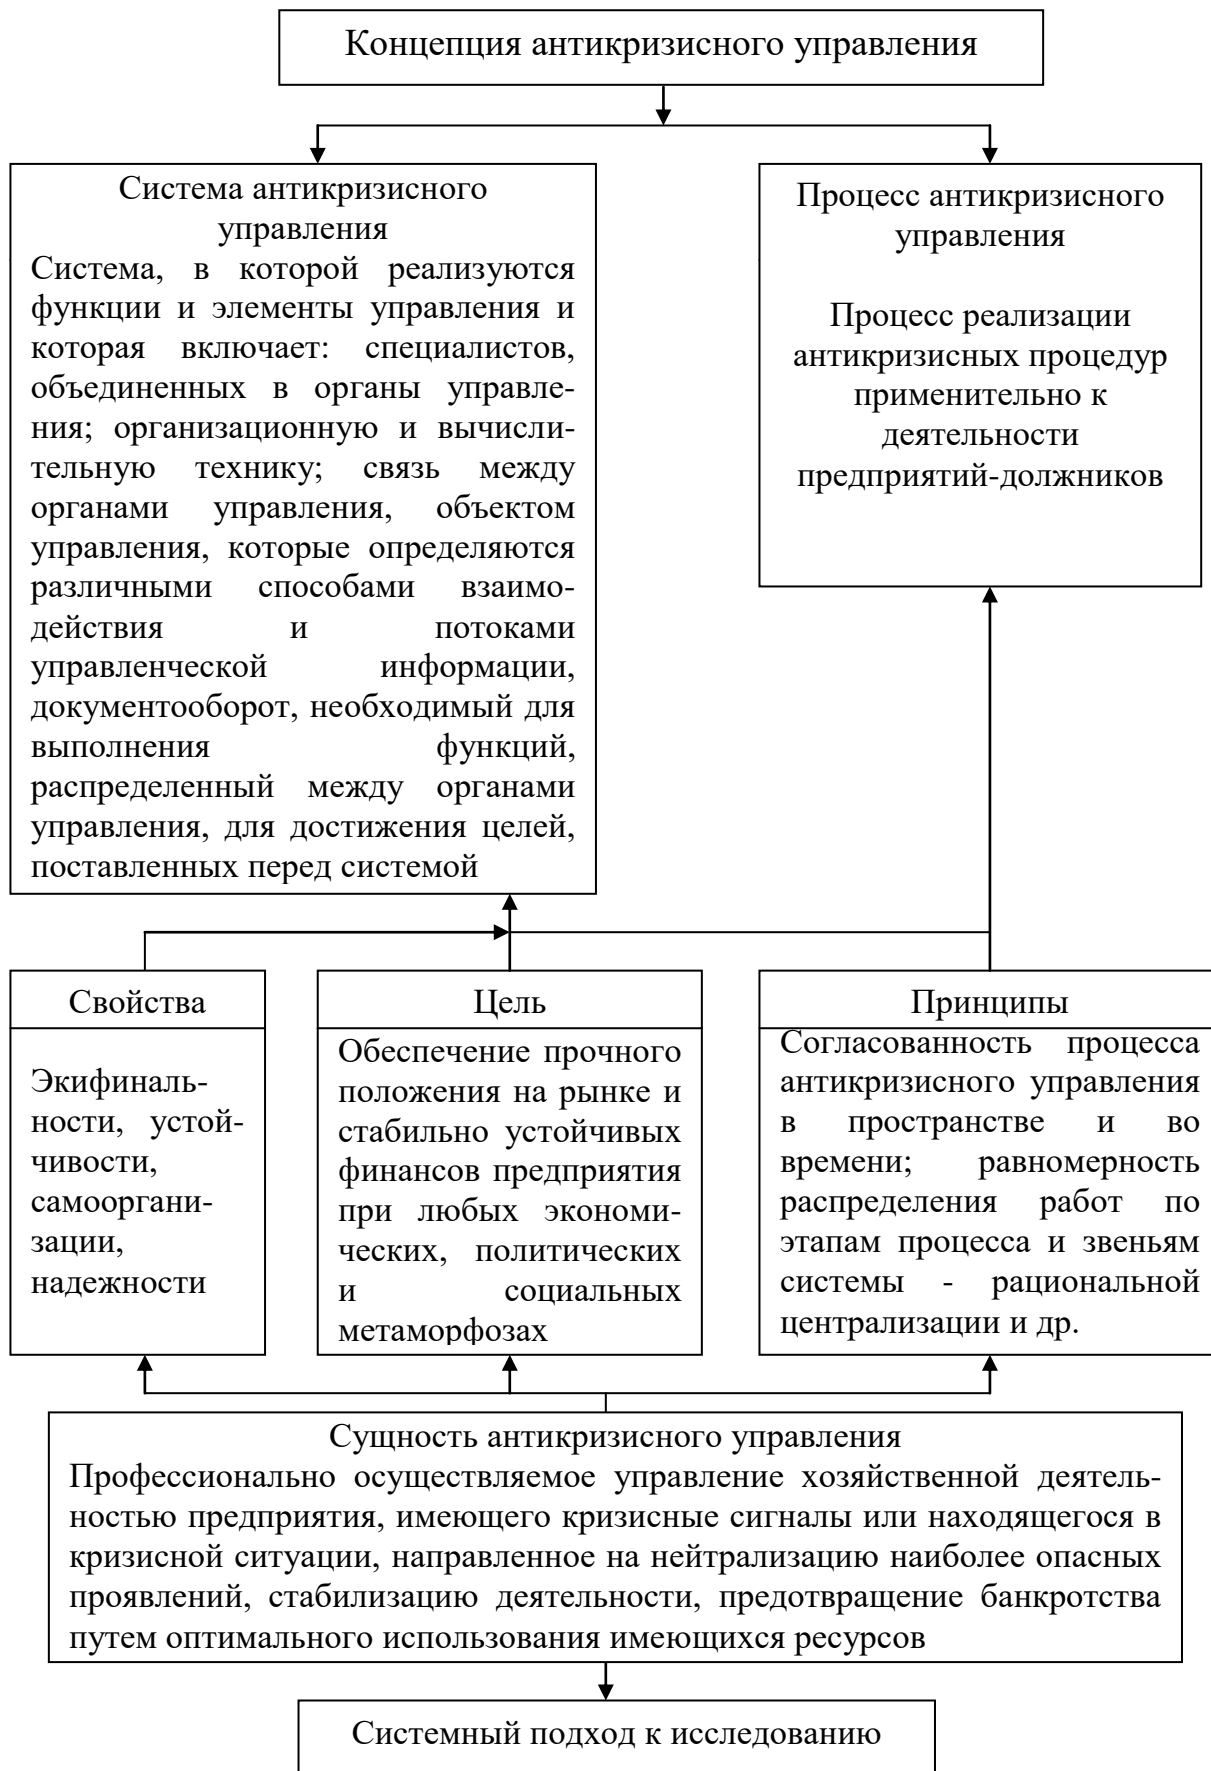 Концепция антикризисного управления
Система антикризисного
управления
Система, в которой реализуются
функции и элементы управления и
которая включает: специалистов,
объединенных в органы управле-
ния; организационную и вычисли-
тельную технику; связь между
органами управления, объектом
управления, которые определяются
различными способами взаимо-
действия и потоками
управленческой информации,
документооборот, необходимый для
выполнения функций,
распределенный между органами
управления, для достижения целей,
поставленных перед системой
Процесс антикризисного
управления
Процесс реализации
антикризисных процедур
применительно к
деятельности
предприятий-должников
Свойства
Экифиналь-
ности, устой-
чивости,
самооргани-
зации,
надежности
Цель
Обеспечение прочного
положения на рынке и
стабильно устойчивых
финансов предприятия
при любых экономи-
ческих, политических
и социальных
метаморфозах
Принципы
Согласованность процесса
антикризисного управления
в пространстве и во
времени; равномерность
распределения работ по
этапам процесса и звеньям
системы - рациональной
централизации и др.
Сущность антикризисного управления
Профессионально осуществляемое управление хозяйственной деятель-
ностью предприятия, имеющего кризисные сигналы или находящегося в
кризисной ситуации, направленное на нейтрализацию наиболее опасных
проявлений, стабилизацию деятельности, предотвращение банкротства
путем оптимального использования имеющихся ресурсов
Системный подход к исследованию